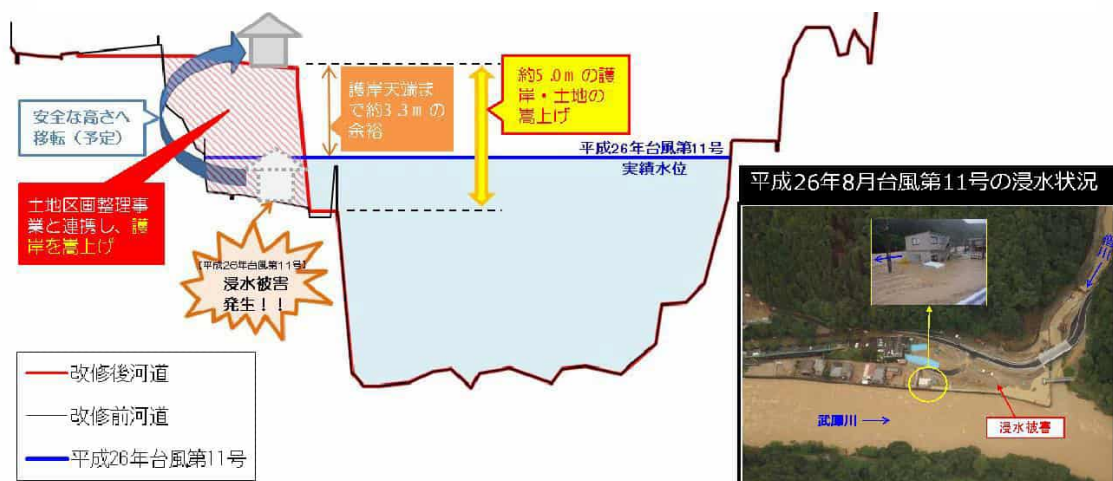 安全な高さへ
移転（予定）
土地区画整理事
業と連携し、護
岸を嵩上げ
護岸天端ま
で約3.3mの
余裕
約5.0mの護
岸・土地の
嵩上げ
平成26年台風第11号
実績水位
【平成26年台風第11号】
浸水被害
発生！！
改修後河道
改修前河道
平成26年台風第11号
平成26年8月台風第11号の浸水状況
武庫川
浸水被害